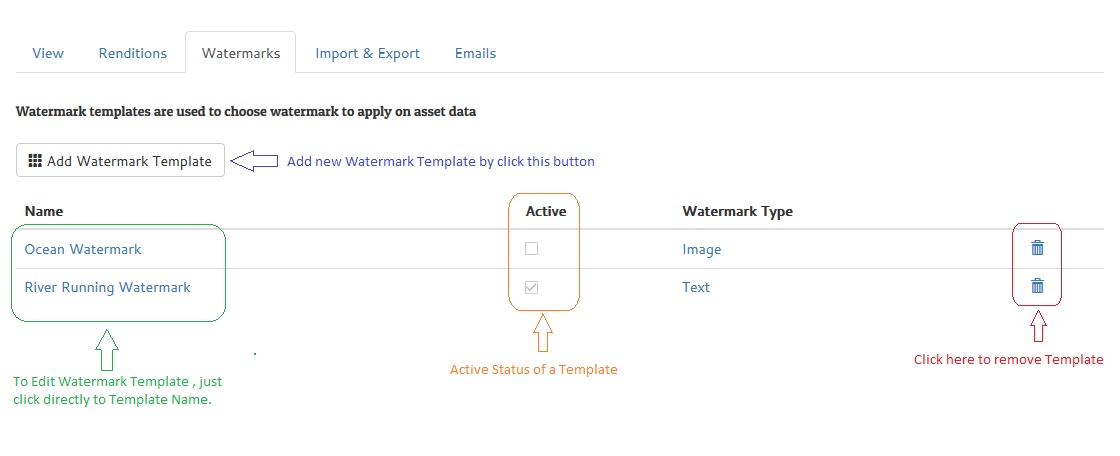 View Renditions Watermarks Import & Export Emails
Watermark templates are used to choose watermark to apply on asset data
Add Watermark Template
Add new Watermark Template by click this button
Name Active Watermark Type
Ocean Watermark Image
River Running Watermark Text
Active Status of a Template
Click here to remove Template
To Edit Watermark Template , just
click directly to Template Name.